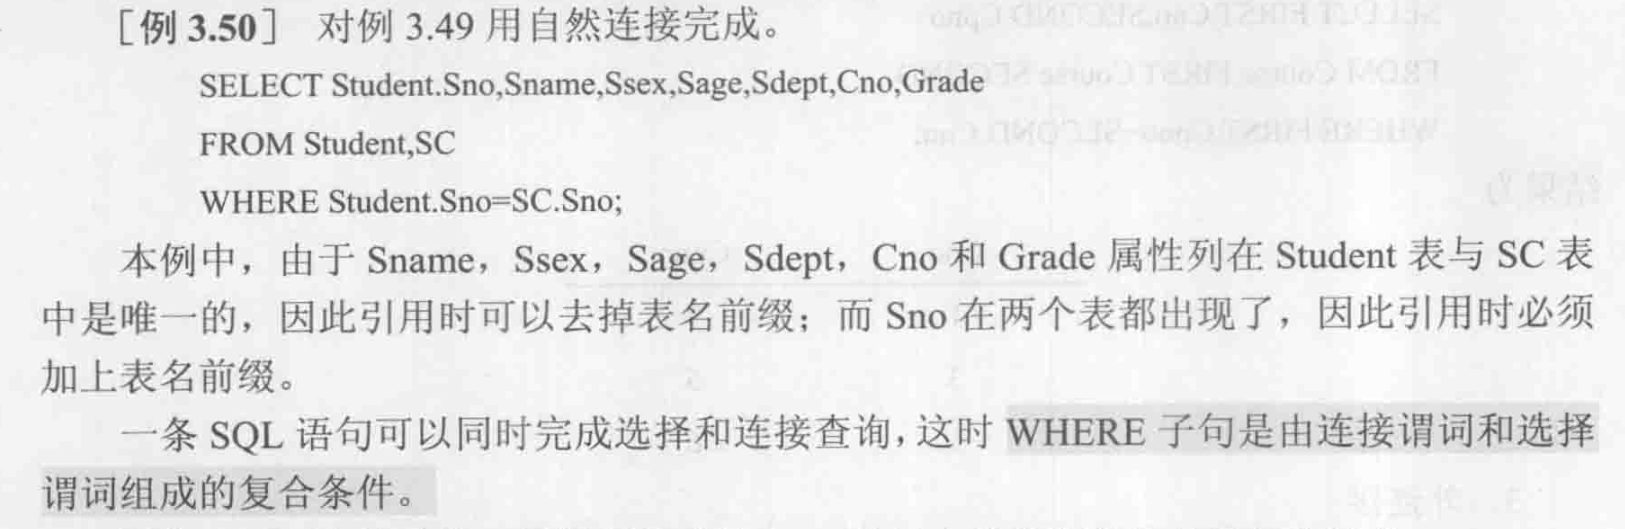 ［例 3.50］ 对例 3.49 用自然连接完成。
SELECT Student.Sno,Sname,Ssex,Sage,Sdept,Cno,Grade
FROM Student,SC
WHERE Student.Sno=SC.Sno;
本例中，由于 Sname，Ssex，Sage，Sdept，Cno 和 Grade 属性列在 Student 表与 SC 表
中是唯一的，因此引用时可以去掉表名前缀；而 Sno 在两个表都出现了，因此引用时必须
加上表名前缀。
一条 SQL 语句可以同时完成选择和连接查询，这时 WHERE 子句是由连接谓词和选择
谓词组成的复合条件。